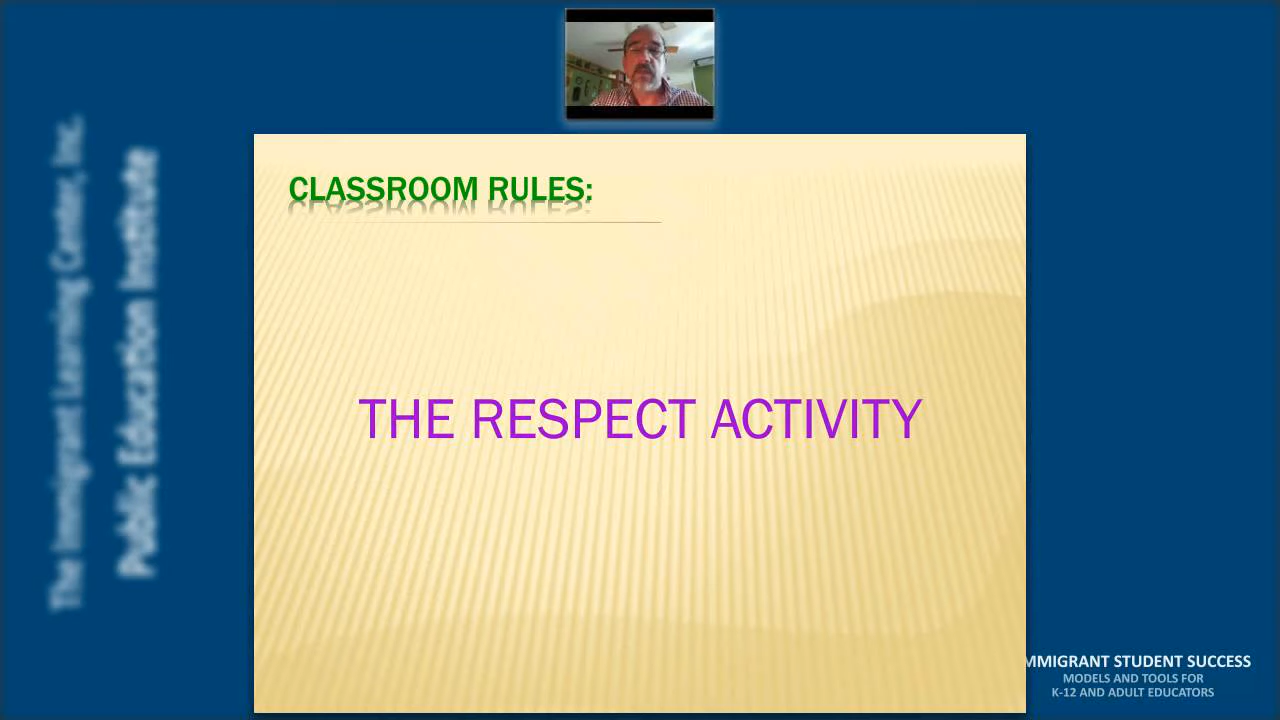 CLASSROOM RULES:
THE RESPECT ACTIVITY
The Immigrant Learning Center, Inc.
Public Education Institute
MMIGRANT STUDENT SUCCESS
MODELS AND TOOLS FOR
K-12 AND ADULT EDUCATORS